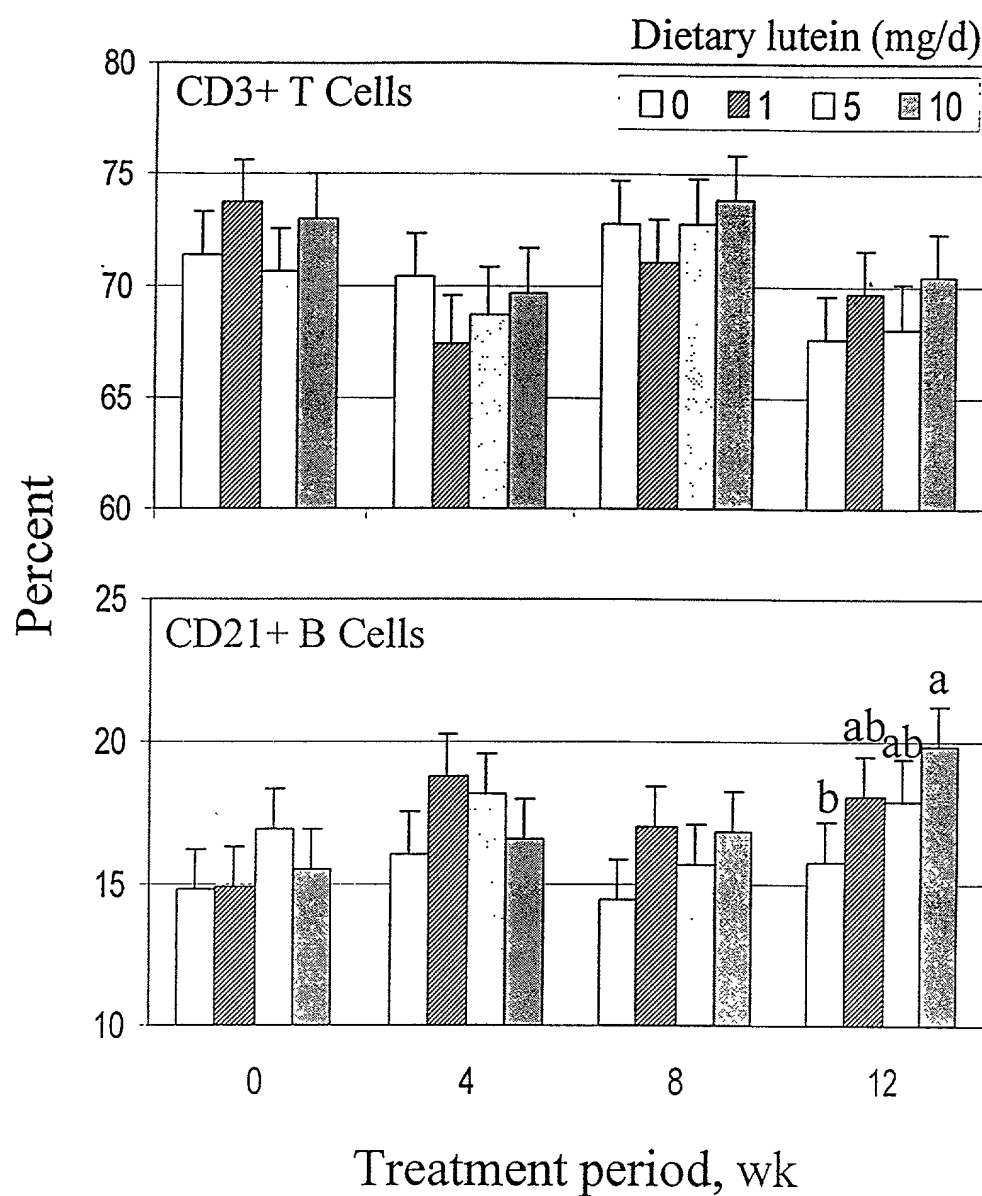 Dietary lutein (mg/d)
0 1 5 10
80
CD3+ T Cells
75
70
65
60
Percent
25
CD21+ B Cells
20
15
10
a
ab
ab
b
0 4 8 12
Treatment period, wk